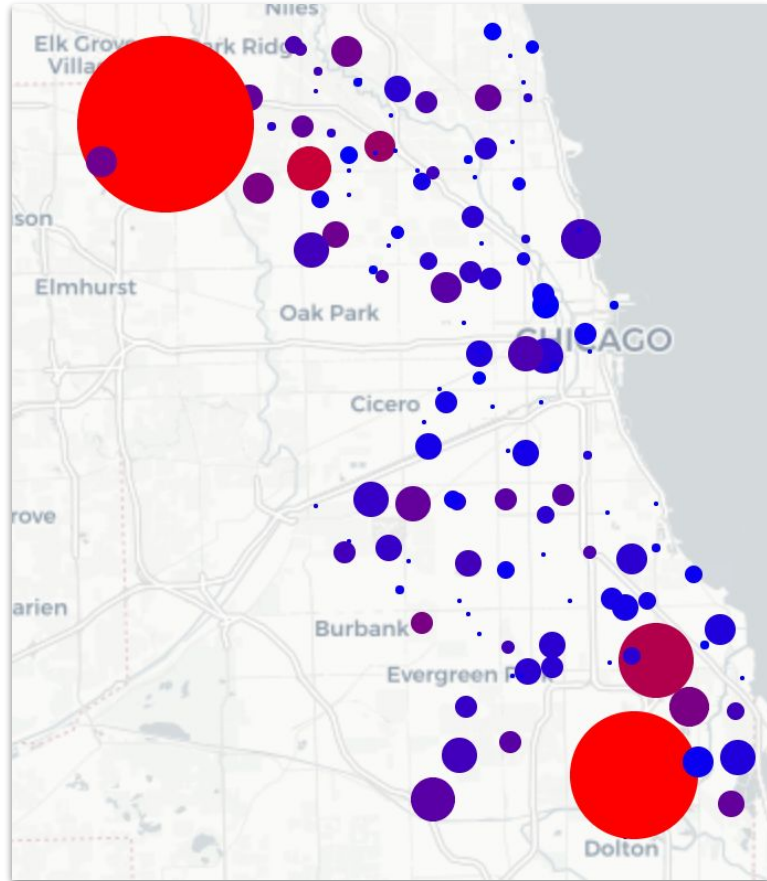 Niles
Elk Grove
Park Ridge
Village
Elmhurst
Oak Park
CHICAGO
Cicero
Burbank
Evergreen Park
Dolton